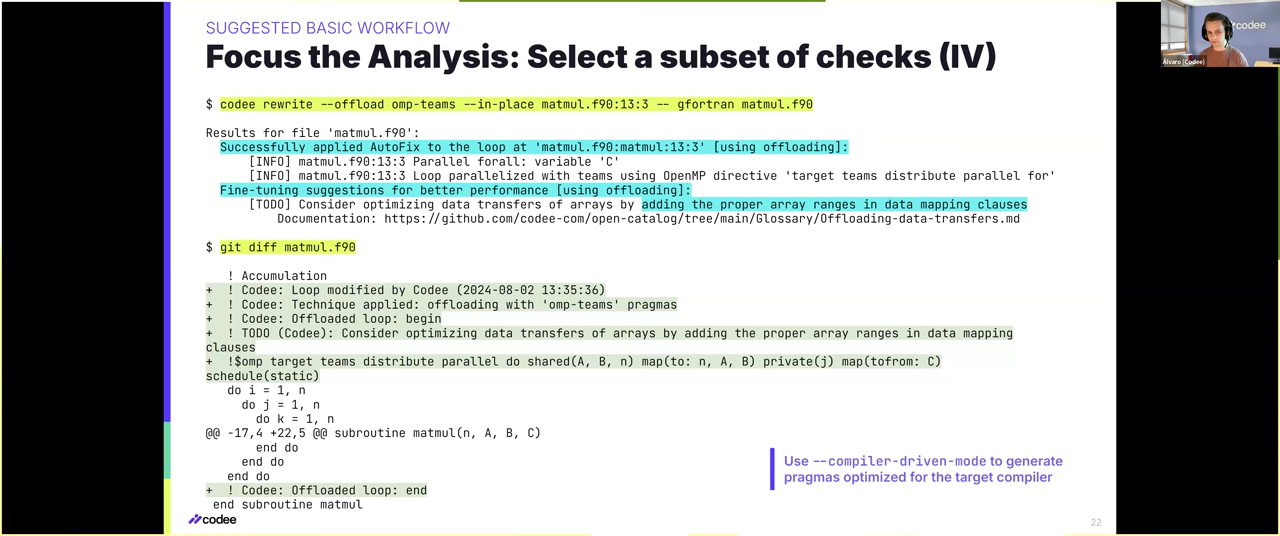 SUGGESTED BASIC WORKFLOW
Focus the Analysis: Select a subset of checks (IV)
$ codee rewrite --offload omp-teams --in-place matmul.f90:13:3 -- gfortran matmul.f90
Results for file 'matmul.f90':
Successfully applied AutoFix to the loop at 'matmul.f90:matmul:13:3' [using offloading]:
[INFO] matmul.f90:13:3 Parallel forall: variable 'C'
[INFO] matmul.f90:13:3 Loop parallelized with teams using OpenMP directive 'target teams distribute parallel for'
Fine-tuning suggestions for better performance [using offloading]:
[TODO] Consider optimizing data transfers of arrays by adding the proper array ranges in data mapping clauses
Documentation: https://github.com/codee-com/open-catalog/tree/main/Glossary/Offloading-data-transfers.md
$ git diff matmul.f90
! Accumulation
+ ! Codee: Loop modified by Codee (2024-08-02 13:35:36)
+ ! Codee: Technique applied: offloading with 'omp-teams' pragmas
+ ! Codee: Offloaded loop: begin
+ ! TODO (Codee): Consider optimizing data transfers of arrays by adding the proper array ranges in data mapping
clauses
+ !$omp target teams distribute parallel do shared(A, B, n) map(to: n, A, B) private(j) map(tofrom: C)
schedule(static)
do i = 1, n
do j = 1, n
do k = 1, n
@@ -17,4 +22,5 @@ subroutine matmul(n, A, B, C)
end do
end do
end do
+ ! Codee: Offloaded loop: end
end subroutine matmul
Use --compiler-driven-mode to generate
pragmas optimized for the target compiler
codee
22
codee
Álvaro (Codee)